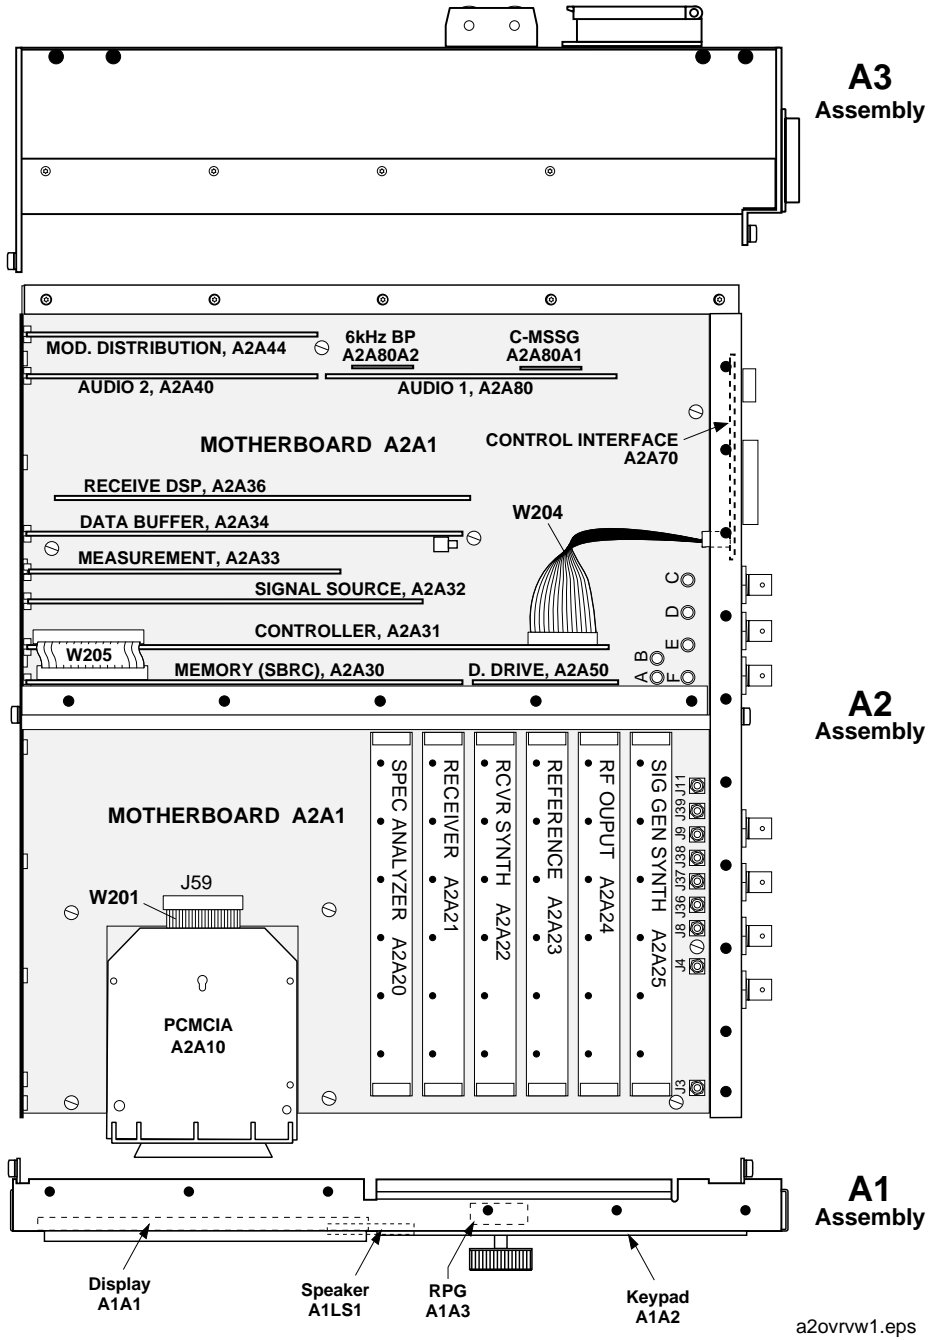 A3
Assembly
6kHz BP
A2A80A2
C-MSSG
A2A80A1
MOD. DISTRIBUTION, A2A44
AUDIO 2, A2A40
AUDIO 1, A2A80
MOTHERBOARD A2A1
CONTROL INTERFACE
A2A70
RECEIVE DSP, A2A36
DATA BUFFER, A2A34
W204
MEASUREMENT, A2A33
SIGNAL SOURCE, A2A32
CONTROLLER, A2A31
W205
MEMORY (SBRC), A2A30
D. DRIVE, A2A50
C
D
E
B
A
F
A2
Assembly
MOTHERBOARD A2A1
SPEC ANALYZER A2A20
RECEIVER A2A21
RCVR SYNTH A2A22
REFERENCE A2A23
RF OUPUT A2A24
SIG GEN SYNTH A2A25
J11
J39
J9
J38
J37
J36
J8
J4
J3
J59
W201
PCMCIA
A2A10
A1
Assembly
Display
A1A1
Speaker
A1LS1
RPG
A1A3
Keypad
A1A2
a2ovrvw1.eps